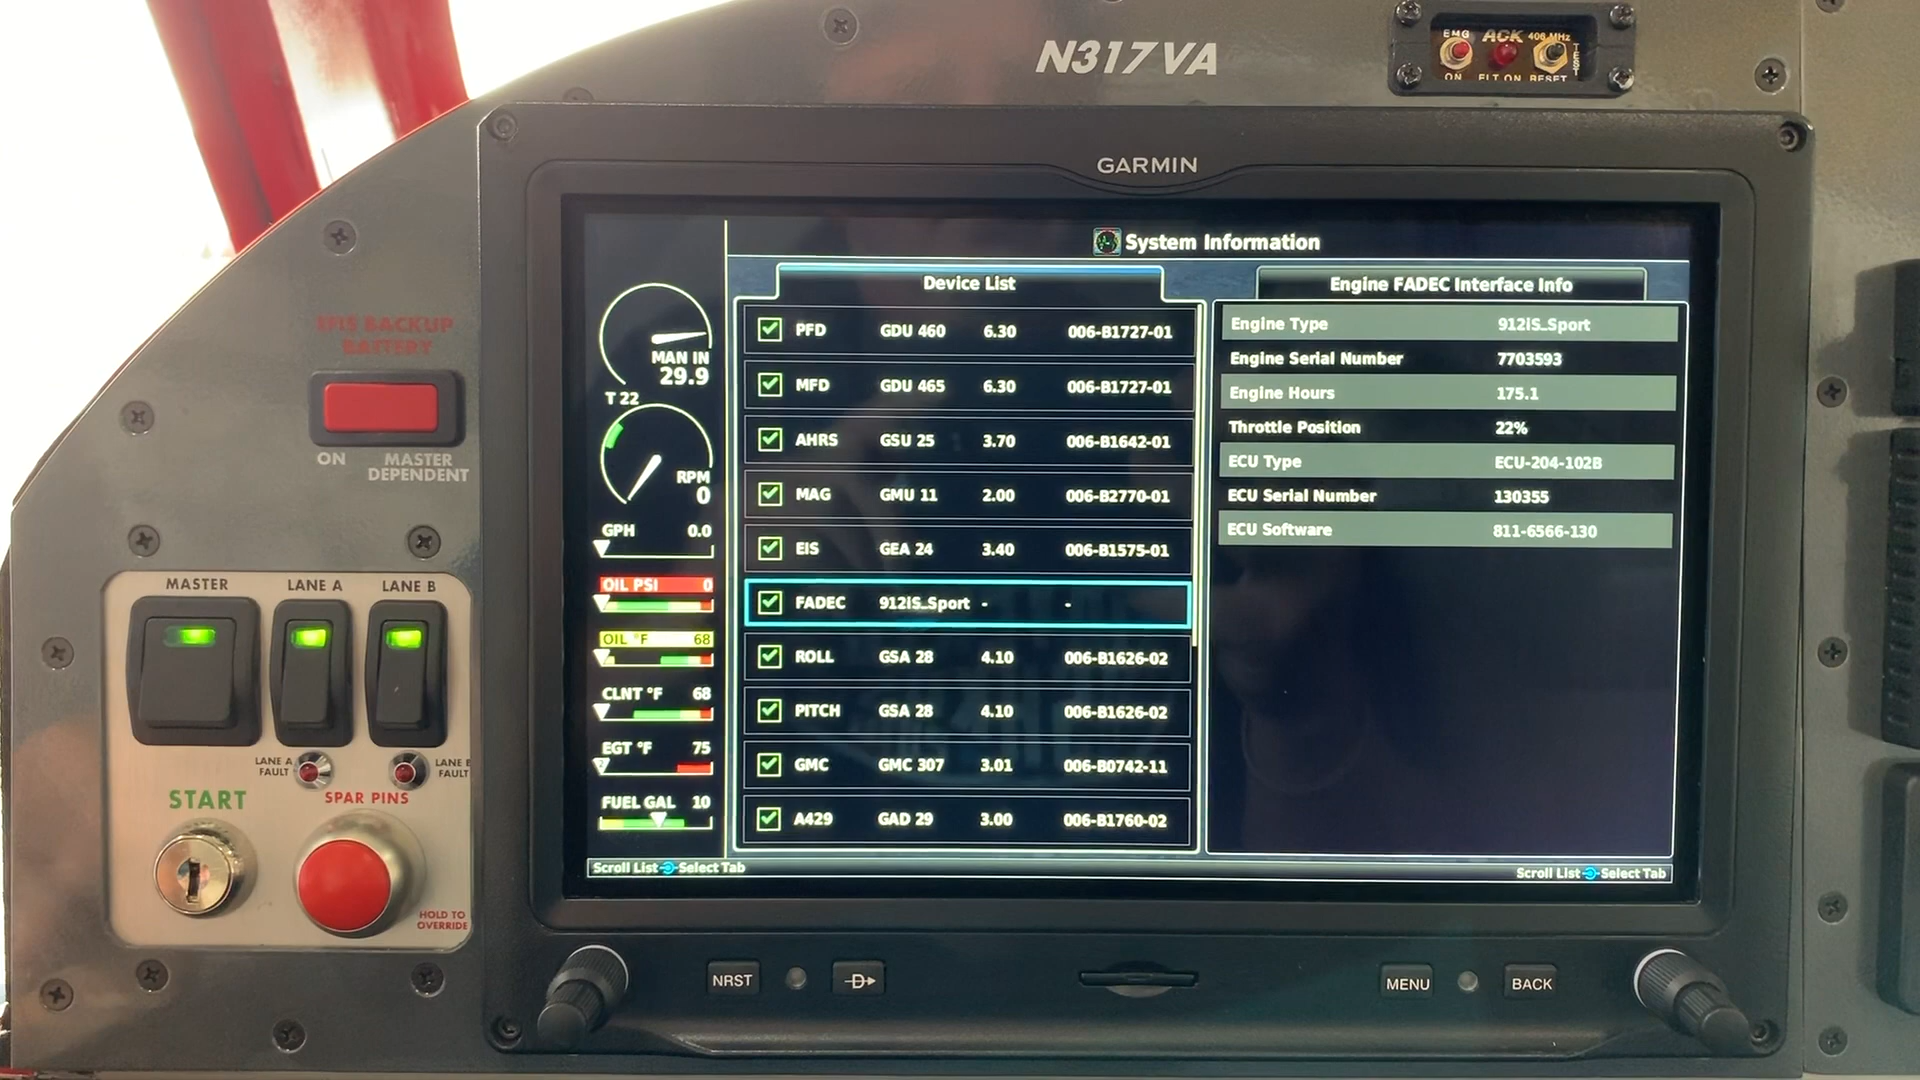 N317VA
EMG ACK 406 MHz
TEST
ON ELT ON RESET
GARMIN
System Information
Device List
Engine FADEC Interface Info
PFD GDU 460 6.30 006-B1727-01
MFD GDU 465 6.30 006-B1727-01
AHRS GSU 25 3.70 006-B1642-01
MAG GMU 11 2.00 006-B2770-01
EIS GEA 24 3.40 006-B1575-01
FADEC 912iS_Sport - -
ROLL GSA 28 4.10 006-B1626-02
PITCH GSA 28 4.10 006-B1626-02
GMC GMC 307 3.01 006-B0742-11
A429 GAD 29 3.00 006-B1760-02
Engine Type 912iS_Sport
Engine Serial Number 7703593
Engine Hours 175.1
Throttle Position 22%
ECU Type ECU-204-102B
ECU Serial Number 130355
ECU Software 811-6566-130
MAN IN
29.9
T 22
RPM
0
GPH 0.0
OIL PSI 0
OIL °F 68
CLNT °F 68
EGT °F 75
2
FUEL GAL 10
Scroll List Select Tab
Scroll List Select Tab
EFIS BACKUP
BATTERY
ON MASTER
DEPENDENT
MASTER LANE A LANE B
LANE A
FAULT
LANE B
FAULT
START SPAR PINS
HOLD TO
OVERRIDE
NRST D MENU BACK